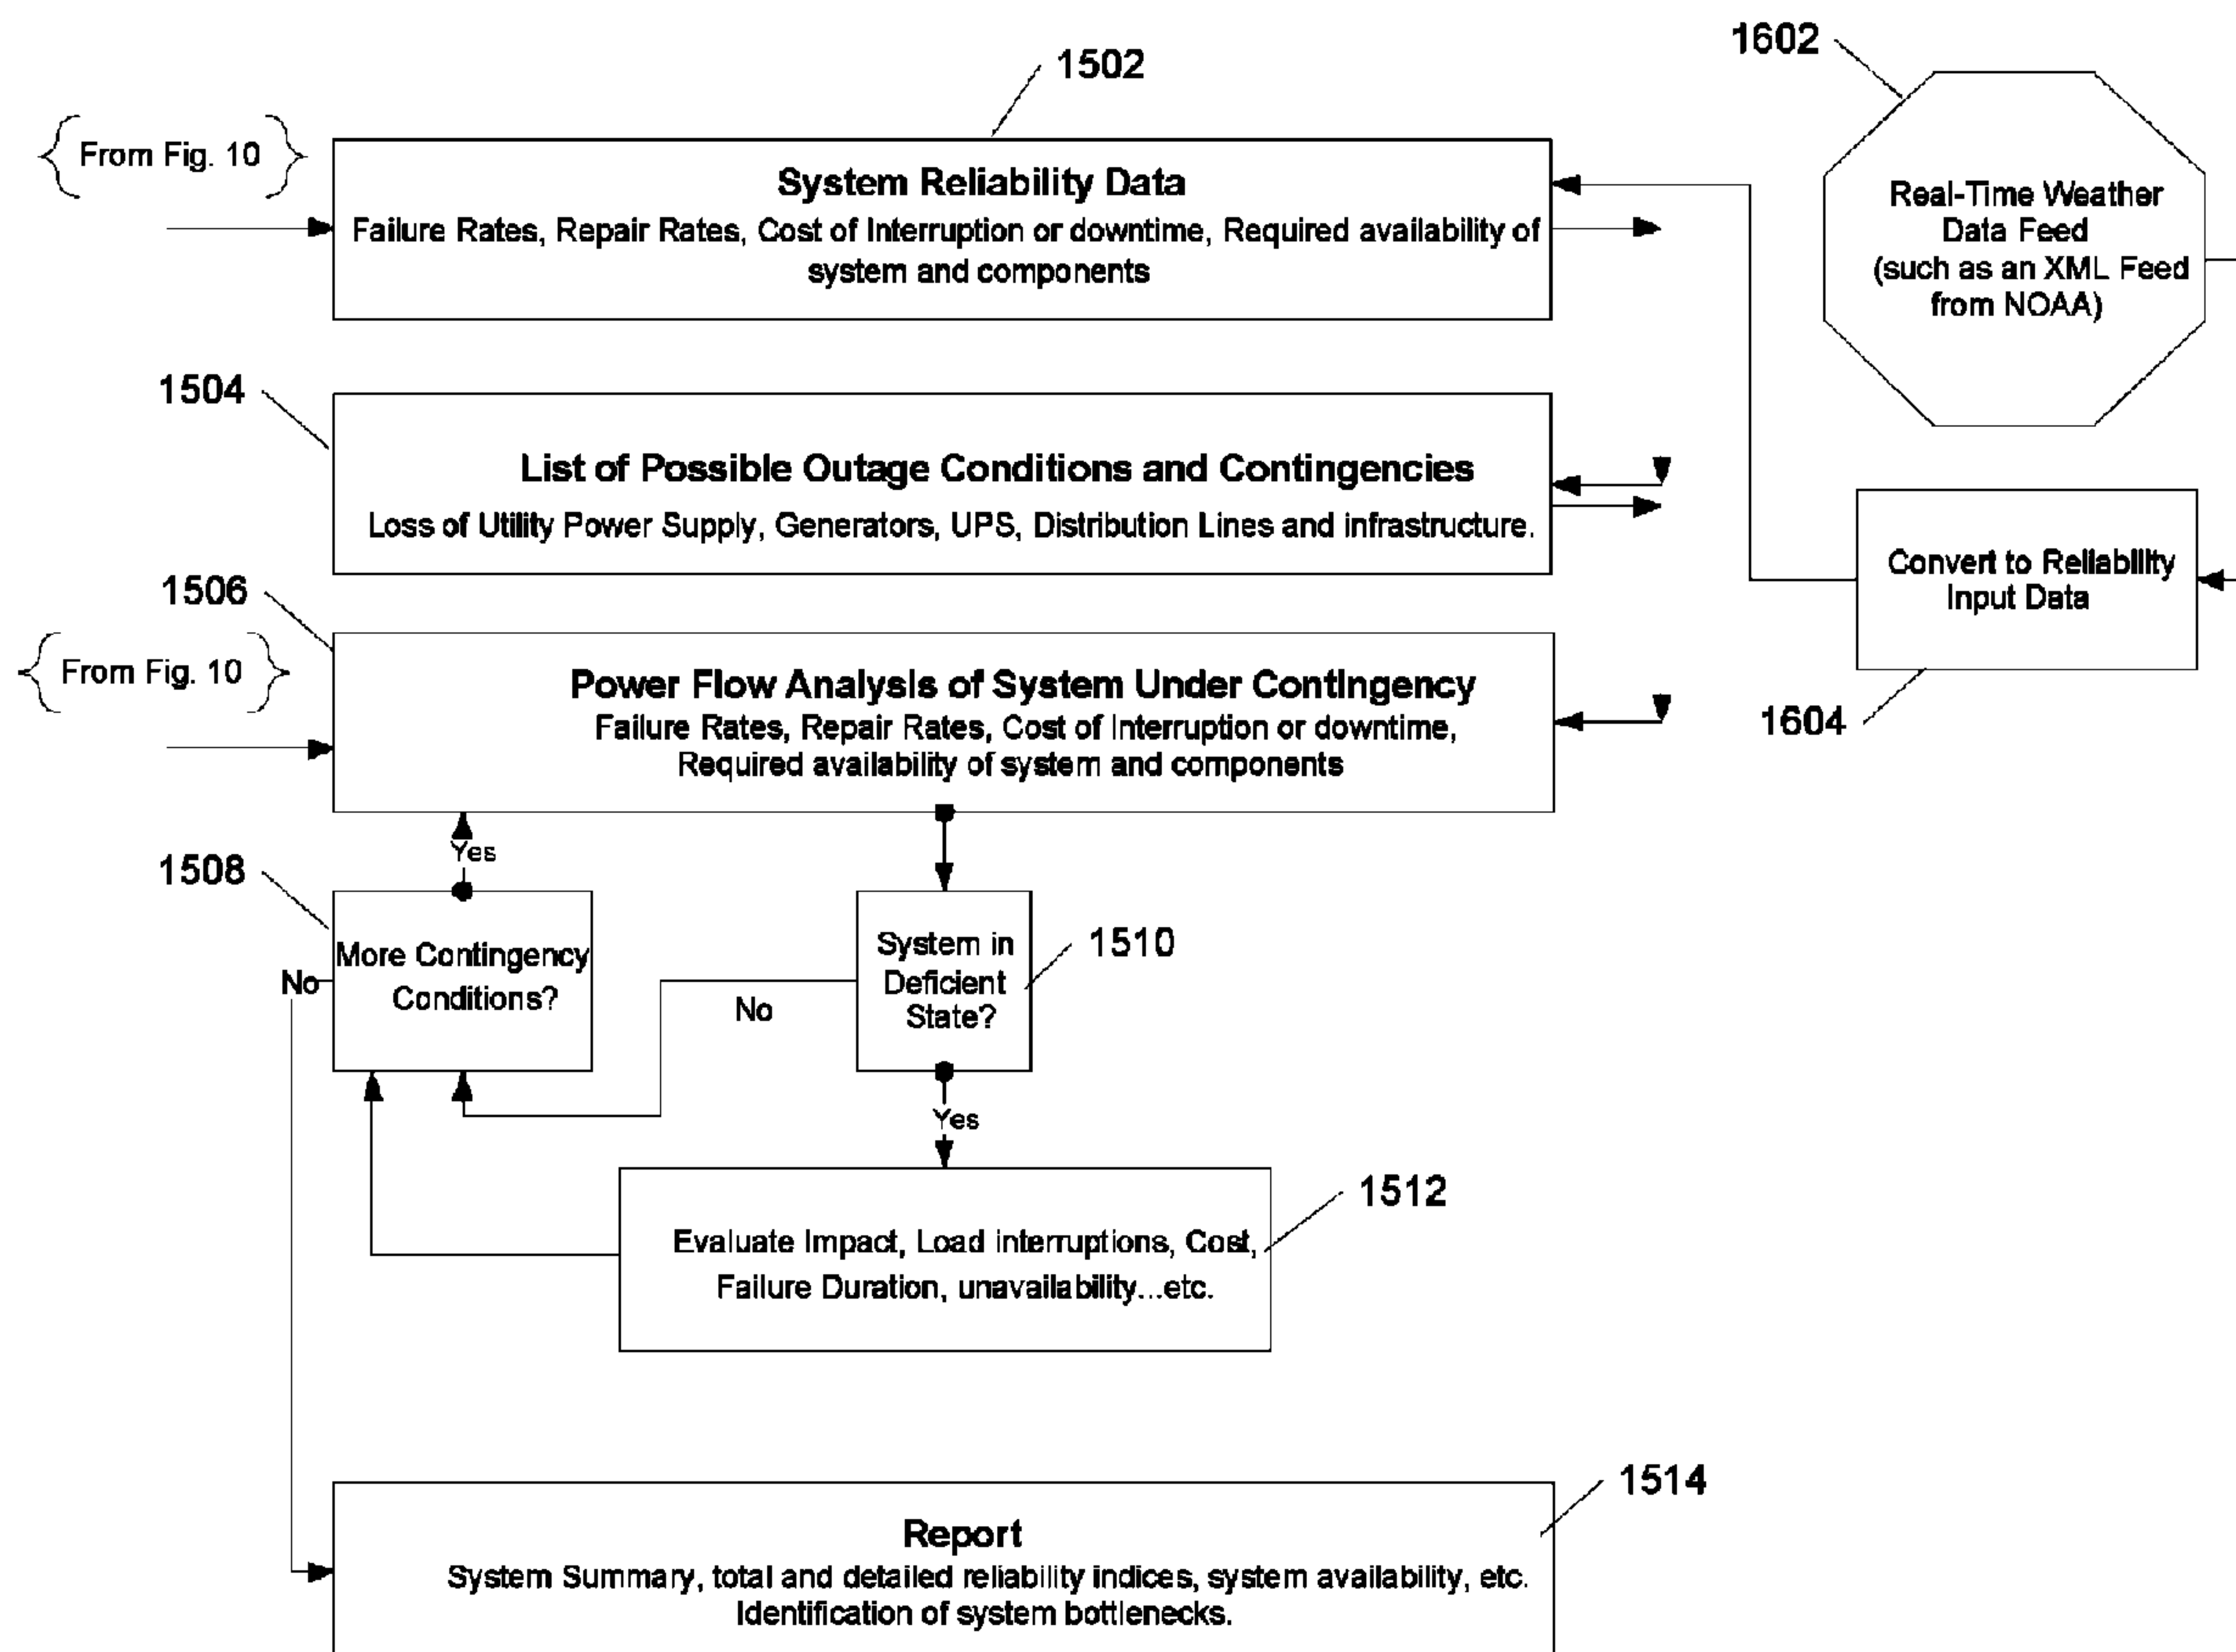 1602
1502
From Fig. 10
System Reliability Data
Failure Rates, Repair Rates, Cost of Interruption or downtime, Required availability of
system and components
Real-Time Weather
Data Feed
(such as an XML Feed
from NOAA)
1504
List of Possible Outage Conditions and Contingencies
Loss of Utility Power Supply, Generators, UPS, Distribution Lines and infrastructure.
Convert to Reliability
Input Data
1604
1506
From Fig. 10
Power Flow Analysis of System Under Contingency
Failure Rates, Repair Rates, Cost of Interruption or downtime,
Required availability of system and components
Yes
1508
More Contingency
Conditions?
No
System in
Deficient
State?
1510
No
Yes
1512
Evaluate Impact, Load interruptions, Cost,
Failure Duration, unavailability...etc.
1514
Report
System Summary, total and detailed reliability indices, system availability, etc.
Identification of system bottlenecks.